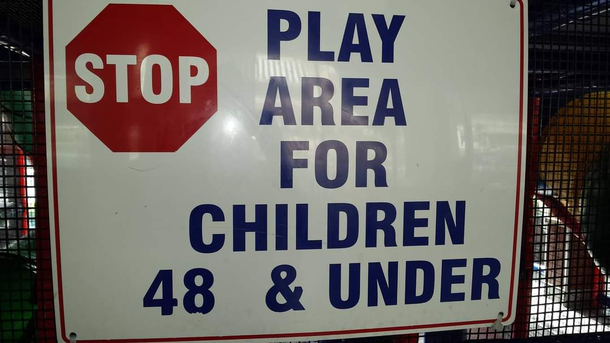 STOP
PLAY
AREA
FOR
CHILDREN
48 & UNDER